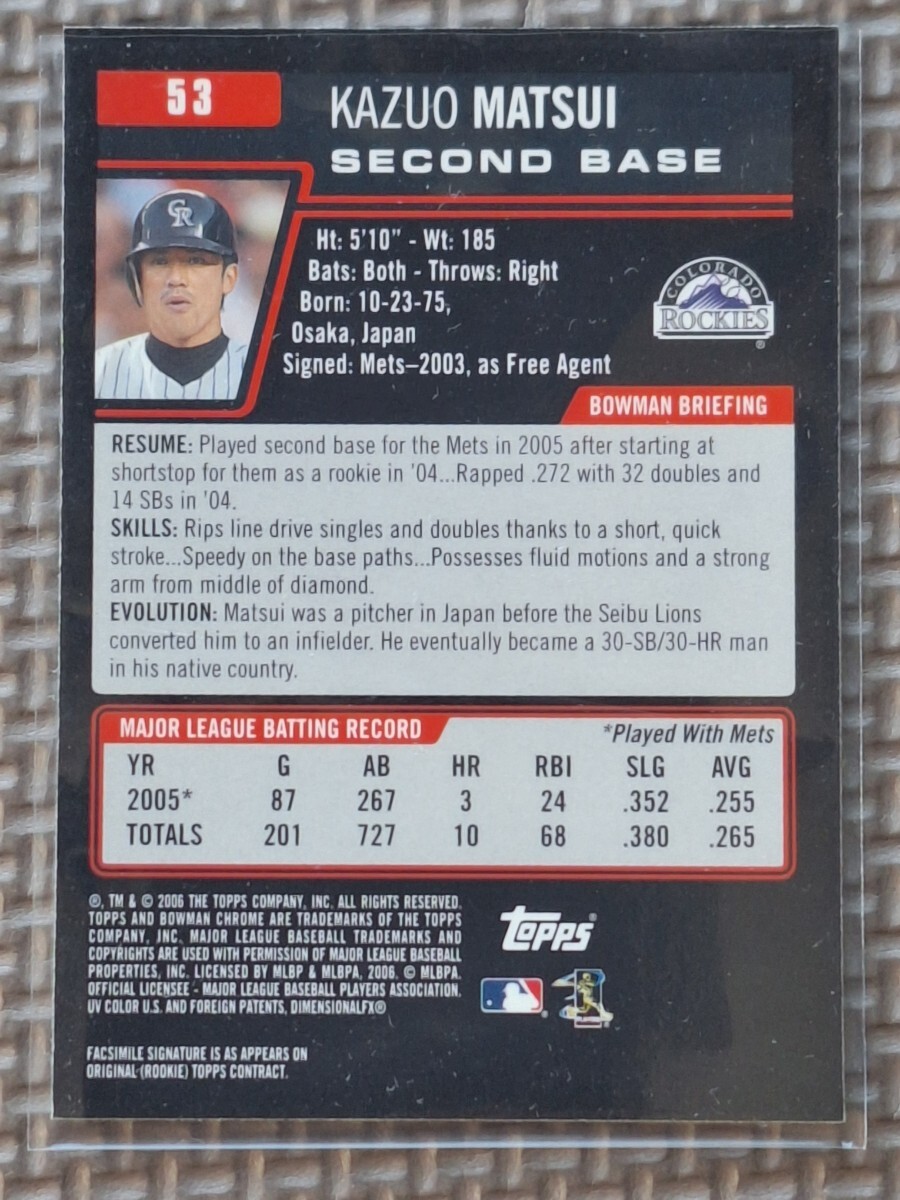 53
KAZUO MATSUI
SECOND BASE
CR
Ht: 5'10" - Wt: 185
Bats: Both - Throws: Right
Born: 10-23-75,
Osaka, Japan
Signed: Mets–2003, as Free Agent
COLORADO
ROCKIES®
BOWMAN BRIEFING
RESUME: Played second base for the Mets in 2005 after starting at
shortstop for them as a rookie in '04...Rapped .272 with 32 doubles and
14 SBs in '04.
SKILLS: Rips line drive singles and doubles thanks to a short, quick
stroke...Speedy on the base paths...Possesses fluid motions and a strong
arm from middle of diamond.
EVOLUTION: Matsui was a pitcher in Japan before the Seibu Lions
converted him to an infielder. He eventually became a 30-SB/30-HR man
in his native country.
MAJOR LEAGUE BATTING RECORD *Played With Mets
YR G AB HR RBI SLG AVG
2005* 87 267 3 24 .352 .255
TOTALS 201 727 10 68 .380 .265
®, TM & © 2006 THE TOPPS COMPANY, INC. ALL RIGHTS RESERVED.
TOPPS AND BOWMAN CHROME ARE TRADEMARKS OF THE TOPPS
COMPANY, INC. MAJOR LEAGUE BASEBALL TRADEMARKS AND
COPYRIGHTS ARE USED WITH PERMISSION OF MAJOR LEAGUE BASEBALL
PROPERTIES, INC. LICENSED BY MLBP & MLBPA, 2006. © MLBPA.
OFFICIAL LICENSEE - MAJOR LEAGUE BASEBALL PLAYERS ASSOCIATION.
UV COLOR U.S. AND FOREIGN PATENTS, DIMENSIONALFX®
topps®
FACSIMILE SIGNATURE IS AS APPEARS ON
ORIGINAL (ROOKIE) TOPPS CONTRACT.